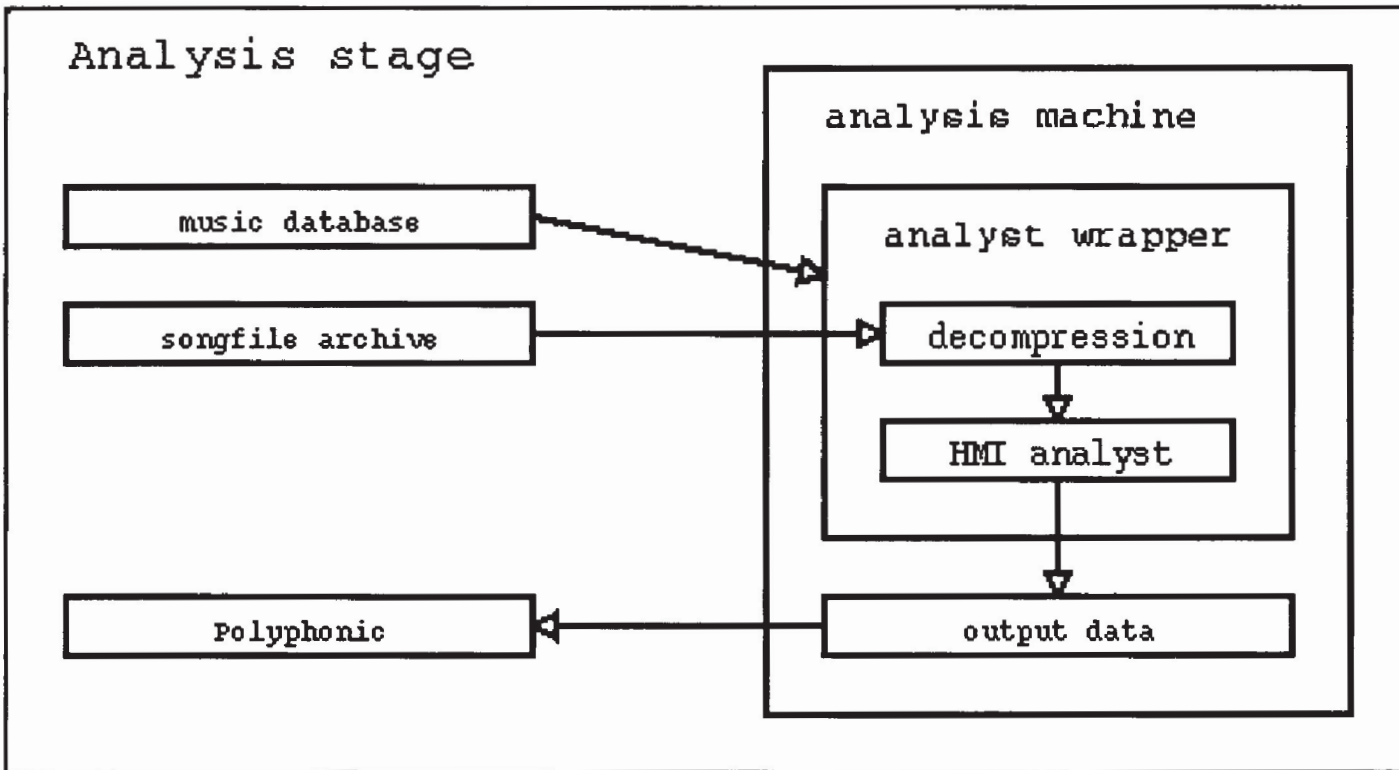 Analysis stage
analysis machine
music database
analyst wrapper
songfile archive
decompression
HMI analyst
Polyphonic
output data